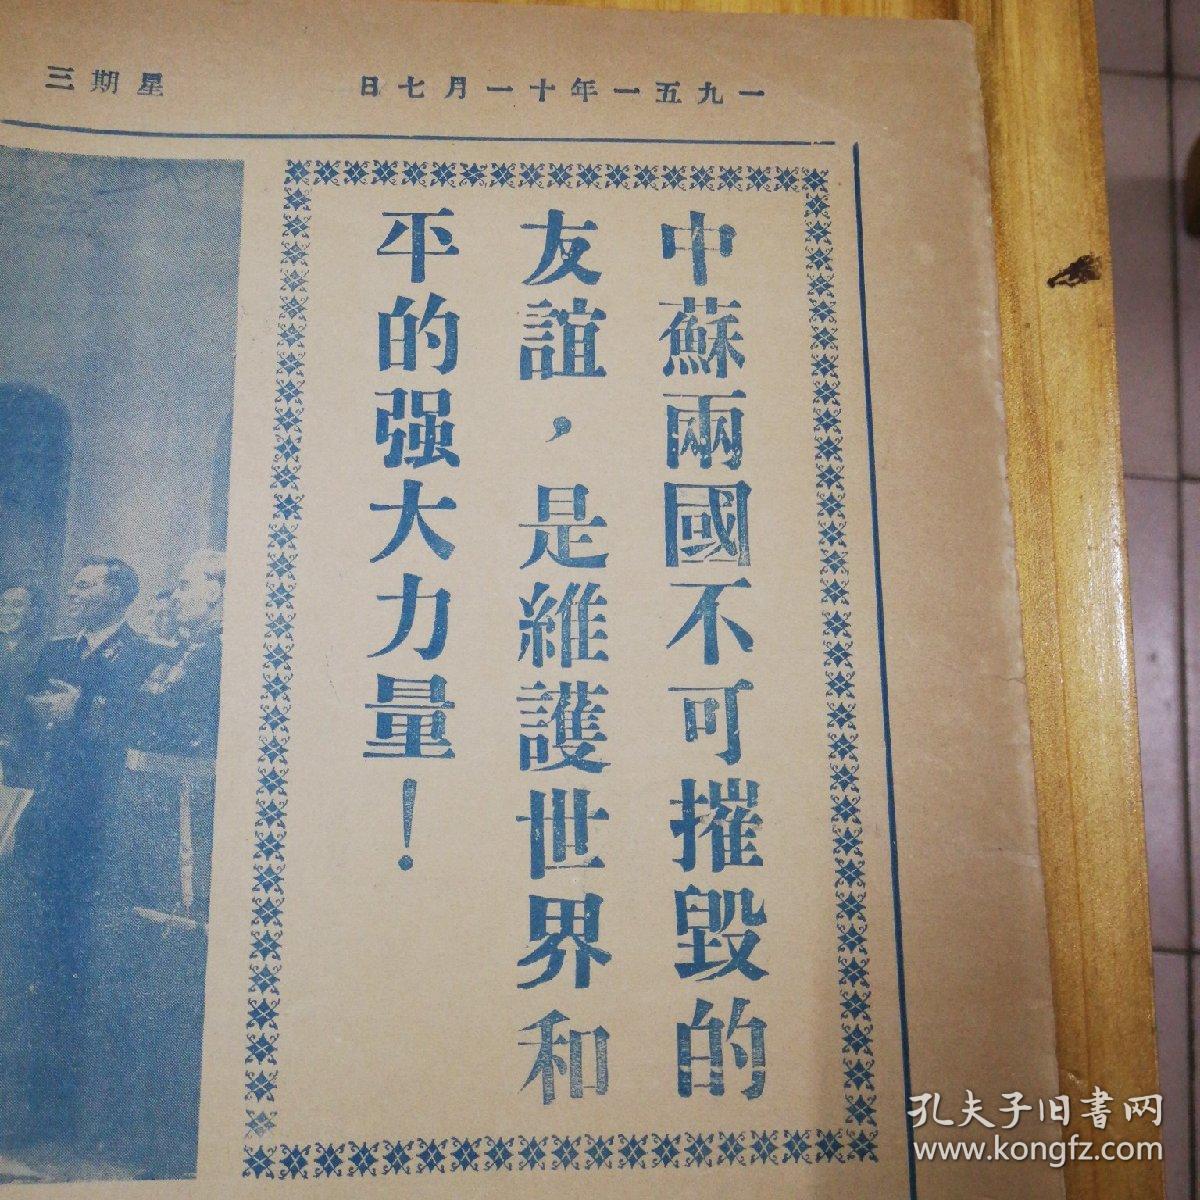 一九五一年十一月七日
星期三
中蘇兩國不可摧毀的
友誼，是維護世界和
平的强大力量！
孔夫子旧書网
www.kongfz.com